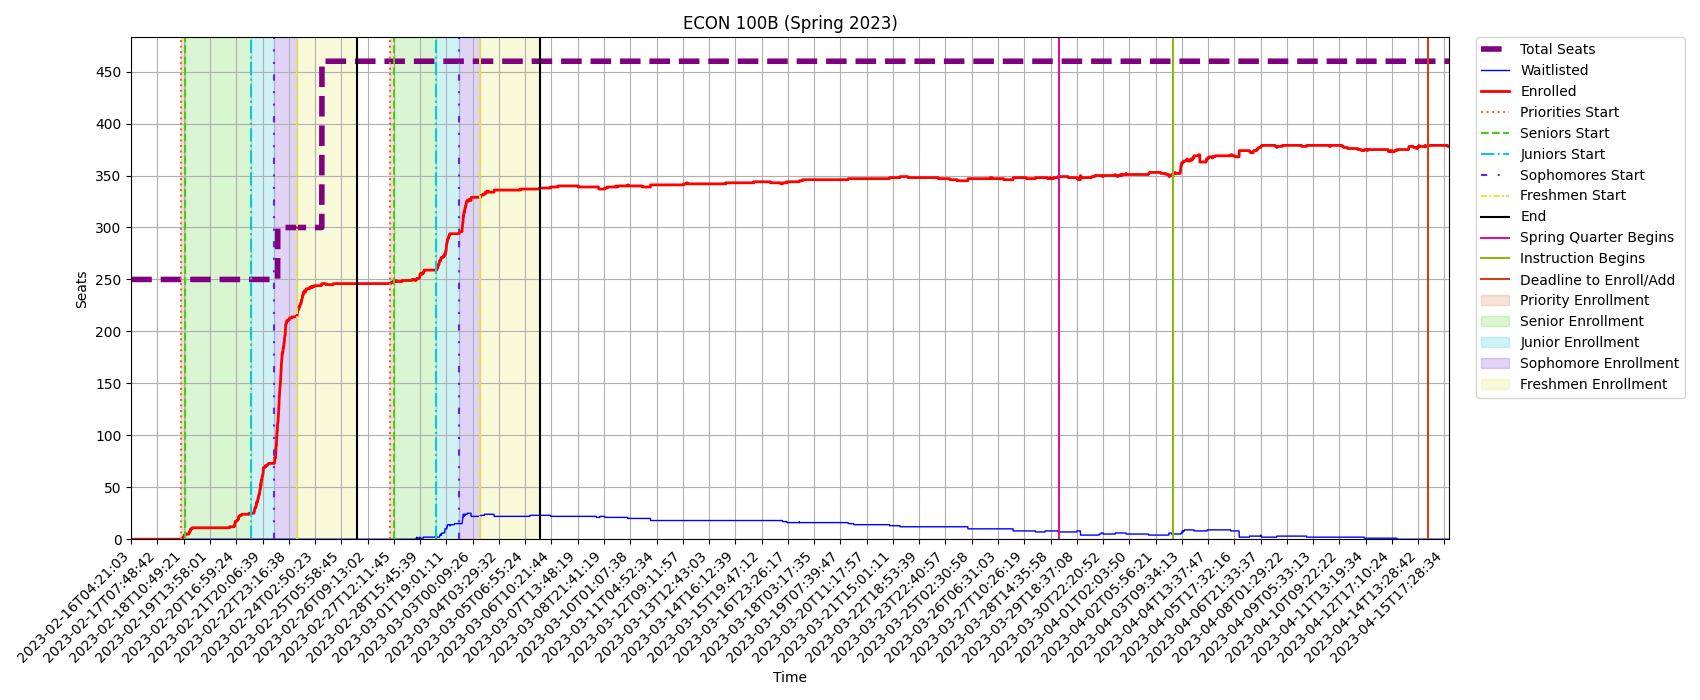 ECON 100B (Spring 2023)
Seats
450
400
350
300
250
200
150
100
50
0
2023-02-16T04:21:03
2023-02-17T07:48:42
2023-02-18T10:49:21
2023-02-19T13:58:01
2023-02-20T16:59:24
2023-02-21T20:06:39
2023-02-22T23:16:38
2023-02-24T02:50:23
2023-02-25T05:58:45
2023-02-26T09:13:02
2023-02-27T12:11:45
2023-02-28T15:45:39
2023-03-01T19:01:11
2023-03-02T22:09:26
2023-03-04T03:29:32
2023-03-05T06:55:24
2023-03-06T10:21:44
2023-03-07T13:48:19
2023-03-08T21:41:19
2023-03-10T01:07:38
2023-03-11T04:52:34
2023-03-12T09:11:57
2023-03-13T12:43:03
2023-03-14T16:12:39
2023-03-15T19:47:12
2023-03-16T23:26:17
2023-03-18T03:17:35
2023-03-19T07:39:47
2023-03-20T11:17:57
2023-03-21T15:01:11
2023-03-22T18:53:39
2023-03-23T22:40:57
2023-03-25T02:30:58
2023-03-26T06:31:03
2023-03-27T10:26:19
2023-03-28T14:35:58
2023-03-29T18:37:08
2023-03-30T22:20:52
2023-04-01T02:03:50
2023-04-02T05:56:21
2023-04-03T09:34:13
2023-04-04T13:37:47
2023-04-05T17:32:16
2023-04-06T21:33:37
2023-04-08T01:29:22
2023-04-09T05:33:13
2023-04-10T09:22:22
2023-04-11T13:19:34
2023-04-12T17:10:24
2023-04-14T13:28:42
2023-04-15T17:28:34
Time
Total Seats
Waitlisted
Enrolled
Priorities Start
Seniors Start
Juniors Start
Sophomores Start
Freshmen Start
End
Spring Quarter Begins
Instruction Begins
Deadline to Enroll/Add
Priority Enrollment
Senior Enrollment
Junior Enrollment
Sophomore Enrollment
Freshmen Enrollment